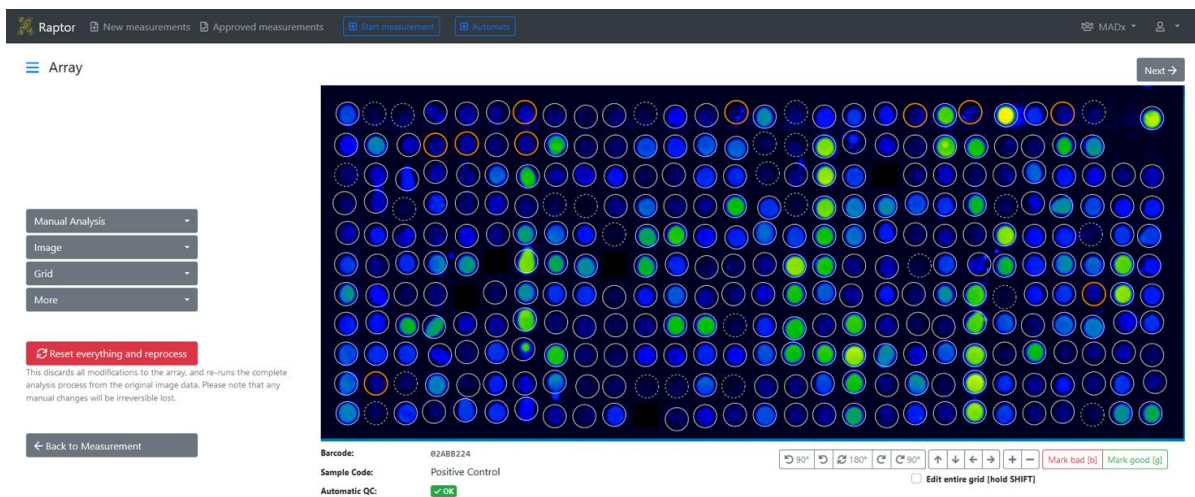 Raptor New measurements Approved measurements Start measurement Automats MADx
Array
Next →
Manual Analysis
Image
Grid
More
Reset everything and reprocess
This discards all modifications to the array, and re-runs the complete
analysis process from the original image data. Please note that any
manual changes will be irreversible lost.
← Back to Measurement
Barcode: 02ABB224
Sample Code: Positive Control
Automatic QC: ✓ OK
90° 180° 90° ↑ ↓ ← → + − Mark bad [b] Mark good [g]
Edit entire grid [hold SHIFT]